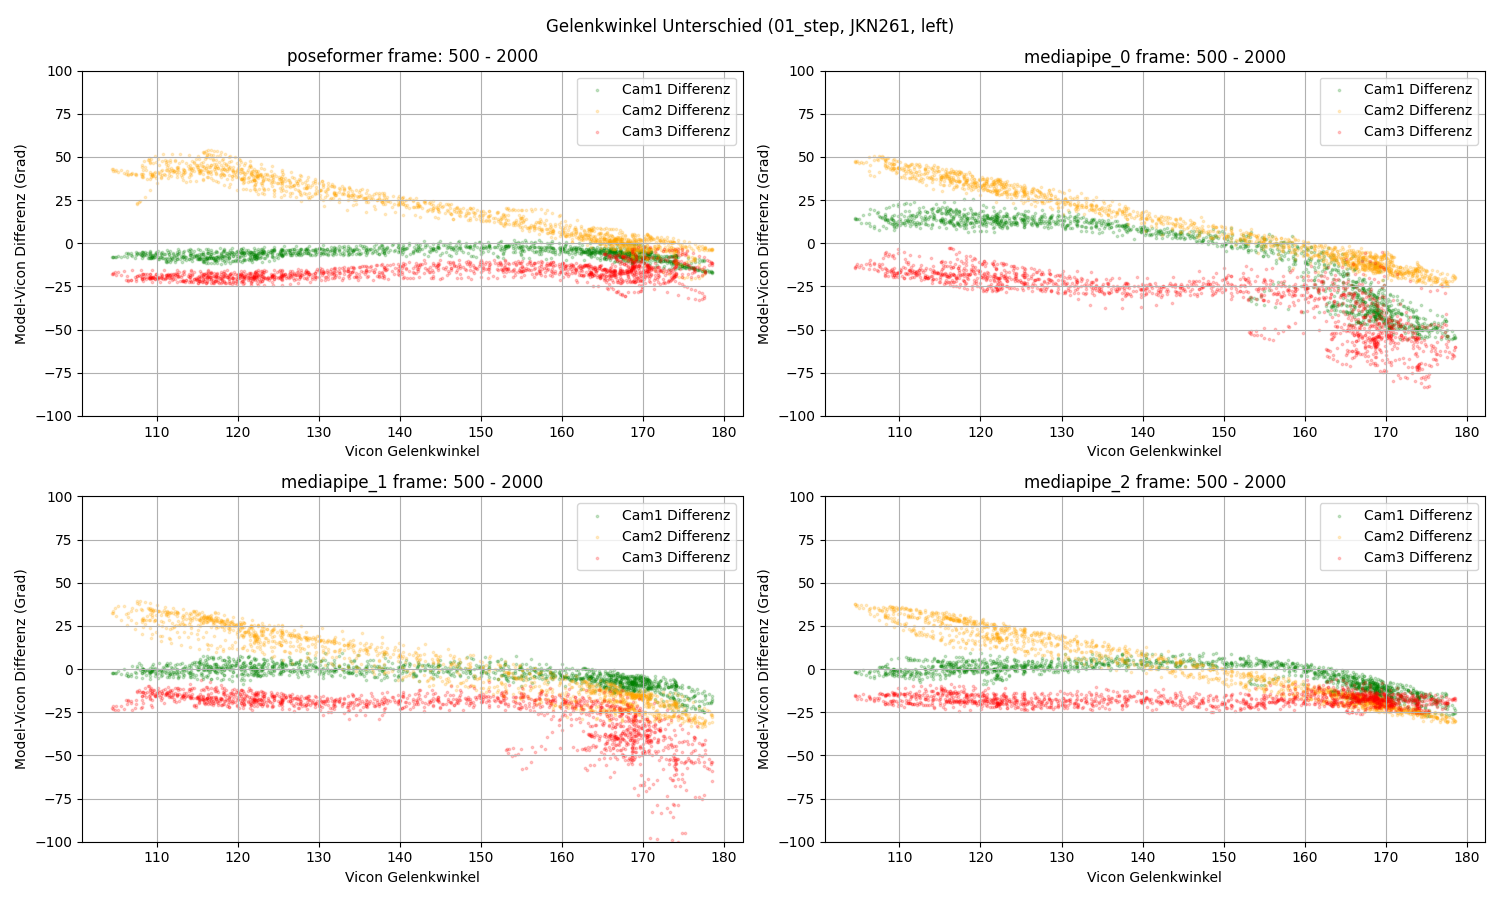 Gelenkwinkel Unterschied (01_step, JKN261, left)
poseformer frame: 500 - 2000
100
75
50
25
0
−25
−50
−75
−100
Model-Vicon Differenz (Grad)
Cam1 Differenz
Cam2 Differenz
Cam3 Differenz
110 120 130 140 150 160 170 180
Vicon Gelenkwinkel
mediapipe_0 frame: 500 - 2000
100
75
50
25
0
−25
−50
−75
−100
Model-Vicon Differenz (Grad)
Cam1 Differenz
Cam2 Differenz
Cam3 Differenz
110 120 130 140 150 160 170 180
Vicon Gelenkwinkel
mediapipe_1 frame: 500 - 2000
100
75
50
25
0
−25
−50
−75
−100
Model-Vicon Differenz (Grad)
Cam1 Differenz
Cam2 Differenz
Cam3 Differenz
110 120 130 140 150 160 170 180
Vicon Gelenkwinkel
mediapipe_2 frame: 500 - 2000
100
75
50
25
0
−25
−50
−75
−100
Model-Vicon Differenz (Grad)
Cam1 Differenz
Cam2 Differenz
Cam3 Differenz
110 120 130 140 150 160 170 180
Vicon Gelenkwinkel